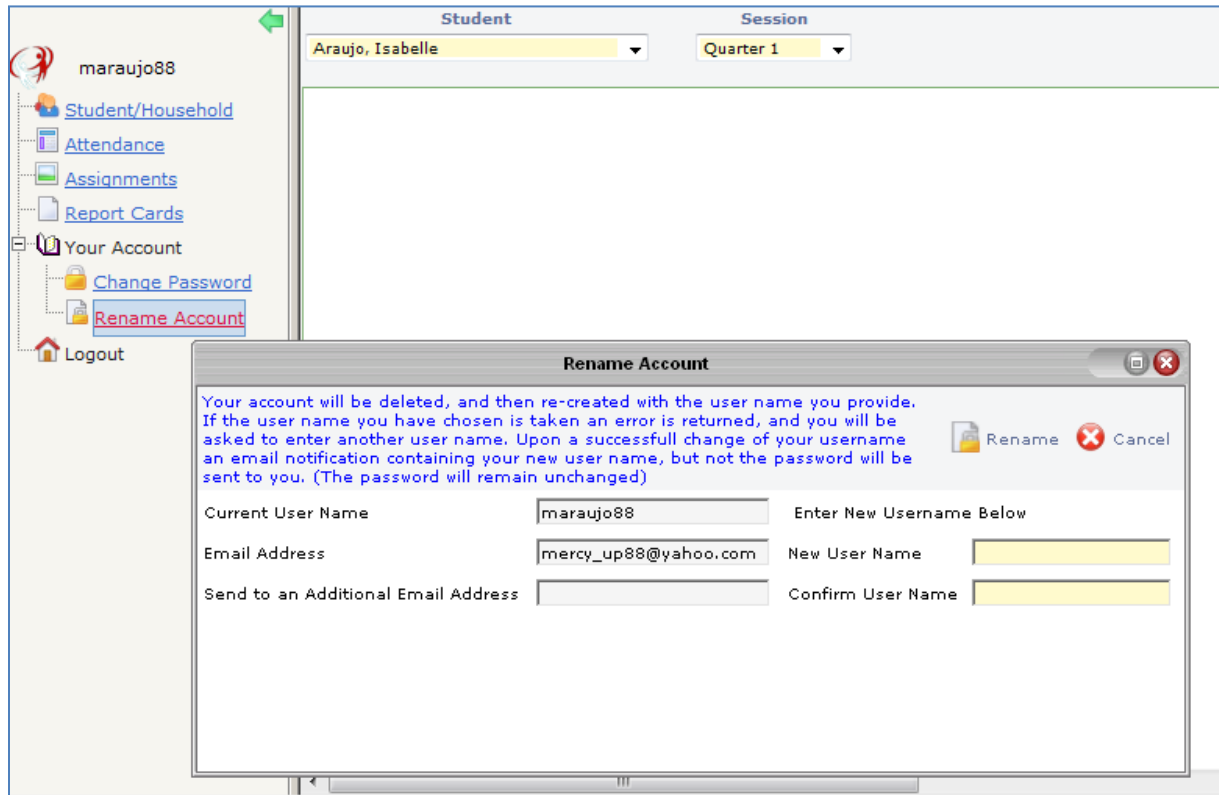 Student Session
Araujo, Isabelle Quarter 1
maraujo88
Student/Household
Attendance
Assignments
Report Cards
Your Account
Change Password
Rename Account
Logout
Rename Account
Your account will be deleted, and then re-created with the user name you provide.
If the user name you have chosen is taken an error is returned, and you will be
asked to enter another user name. Upon a successfull change of your username
an email notification containing your new user name, but not the password will be
sent to you. (The password will remain unchanged)
Rename Cancel
Current User Name maraujo88 Enter New Username Below
Email Address mercy_up88@yahoo.com New User Name
Send to an Additional Email Address Confirm User Name